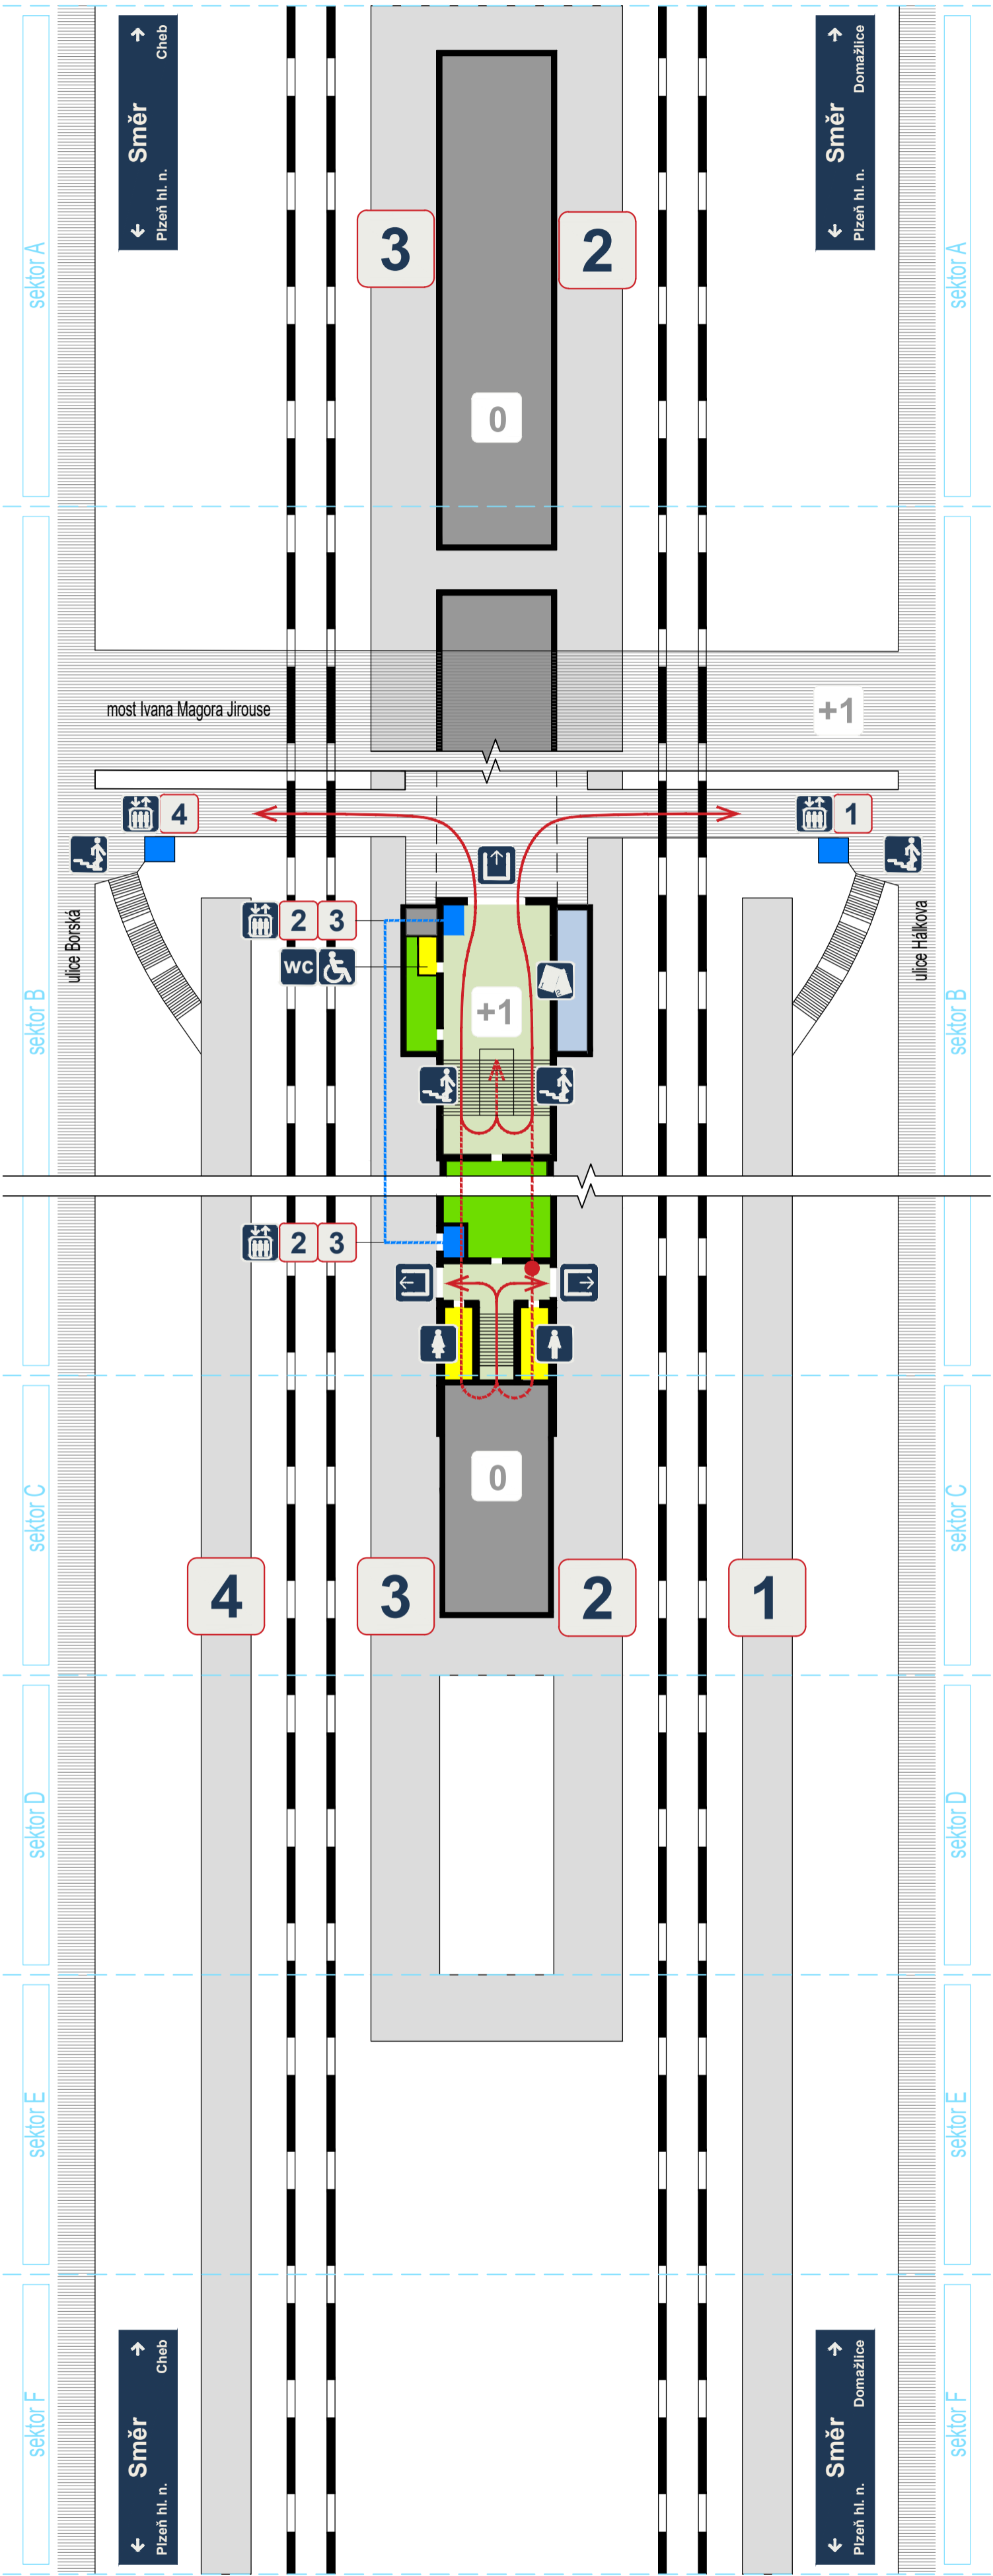 Směr
← Plzeň hl. n.
Cheb →
Směr
← Plzeň hl. n.
Domažlice →
sektor A
sektor A
3
2
0
most Ivana Magora Jirouse
+1
4
1
ulice Borská
ulice Hálkova
2 3
WC
+1
sektor B
sektor B
2 3
0
sektor C
sektor C
4
3
2
1
sektor D
sektor D
sektor E
sektor E
sektor F
sektor F
Směr
← Plzeň hl. n.
Cheb →
Směr
← Plzeň hl. n.
Domažlice →